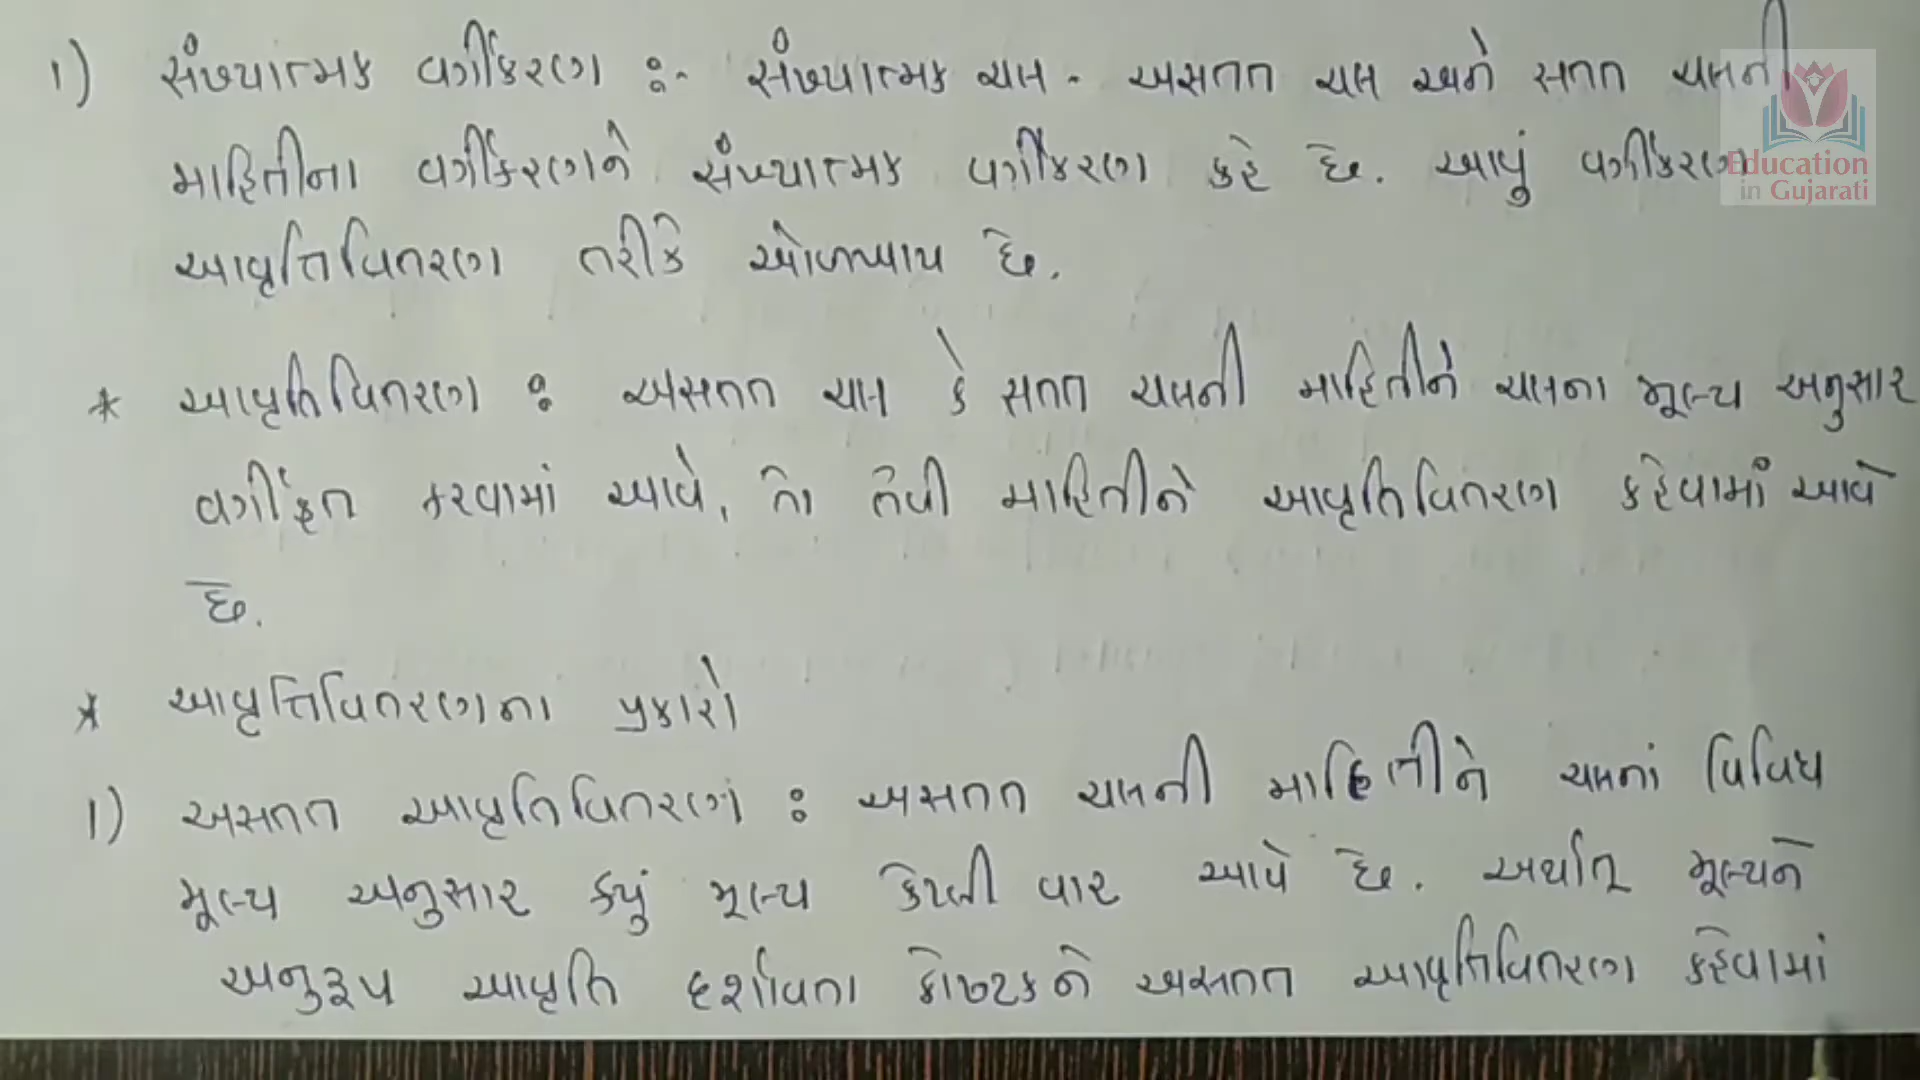 1) સંખ્યાત્મક વર્ગીકરણ :- સંખ્યાત્મક ચલ - અસતત ચલ અને સતત ચલની
માહિતીના વર્ગીકરણને સંખ્યાત્મક વર્ગીકરણ કહે છે. આવું વર્ગીકરણ
આવૃત્તિવિતરણ તરીકે ઓળખાય છે.
* આવૃત્તિવિતરણ : અસતત ચલ કે સતત ચલની માહિતીને ચલના મૂલ્ય અનુસાર
વર્ગીકૃત કરવામાં આવે, તો તેવી માહિતીને આવૃત્તિવિતરણ કહેવામાં આવે
છે.
* આવૃત્તિવિતરણના પ્રકારો
1) અસતત આવૃત્તિવિતરણ : અસતત ચલની માહિતીને ચલનાં વિવિધ
મૂલ્ય અનુસાર કયું મૂલ્ય કેટલી વાર આવે છે. અર્થાત્ મૂલ્યને
અનુરૂપ આવૃત્તિ દર્શાવતા કોષ્ટકને અસતત આવૃત્તિવિતરણ કહેવામાં
Education
in Gujarati